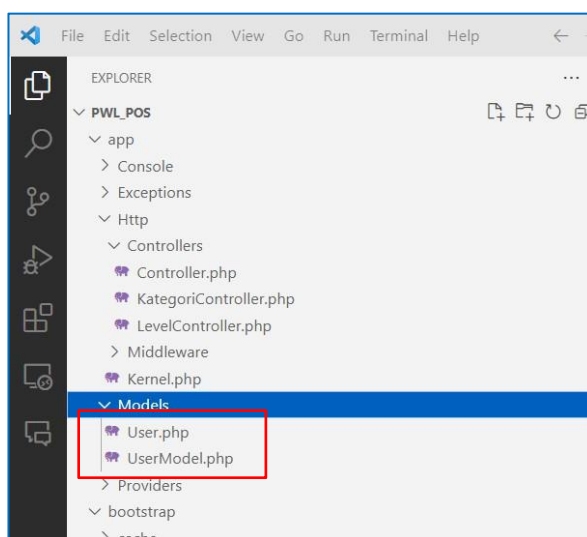 File Edit Selection View Go Run Terminal Help
EXPLORER
PWL_POS
app
Console
Exceptions
Http
Controllers
Controller.php
KategoriController.php
LevelController.php
Middleware
Kernel.php
Models
User.php
UserModel.php
Providers
bootstrap
cache